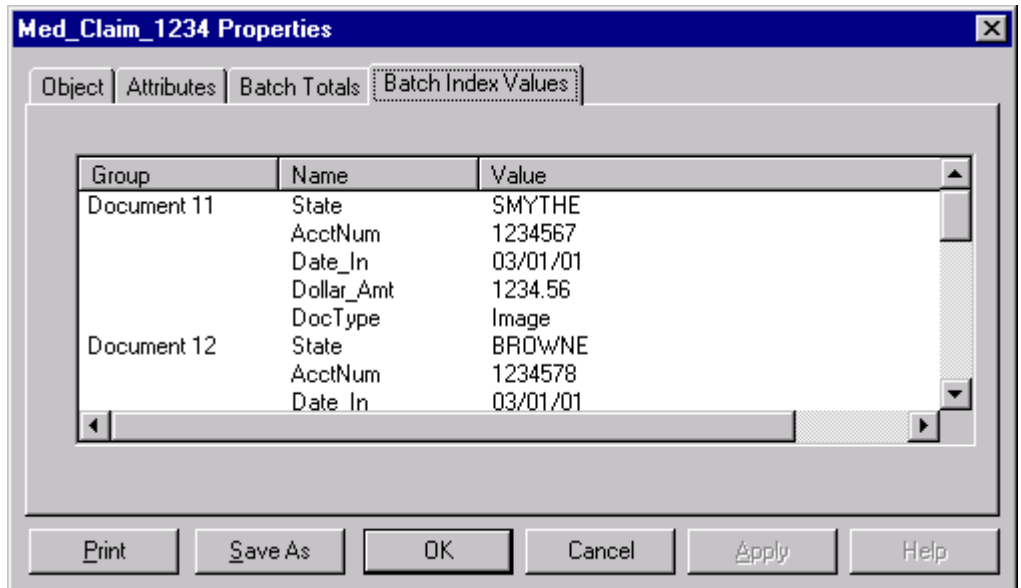 Med_Claim_1234 Properties
Object Attributes Batch Totals Batch Index Values
Group Name Value
Document 11 State SMYTHE
AcctNum 1234567
Date_In 03/01/01
Dollar_Amt 1234.56
DocType Image
Document 12 State BROWNE
AcctNum 1234578
Date_In 03/01/01
Print Save As OK Cancel Apply Help